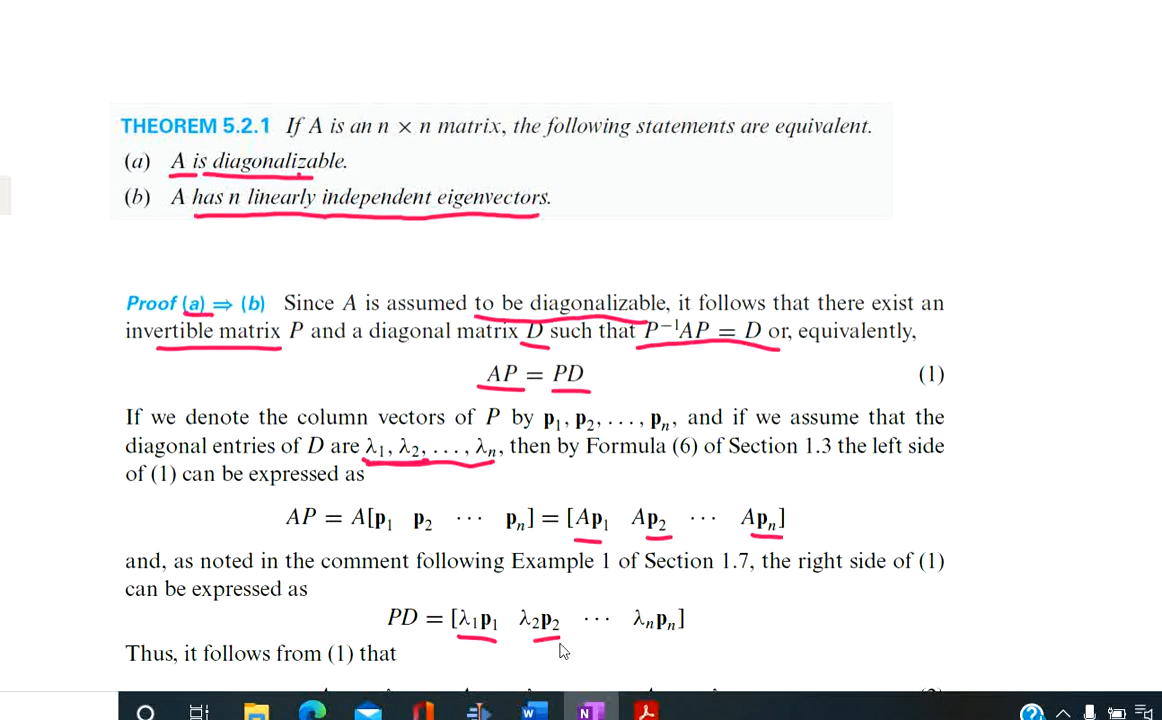 THEOREM 5.2.1 If A is an n × n matrix, the following statements are equivalent.
(a) A is diagonalizable.
(b) A has n linearly independent eigenvectors.
Proof (a) ⇒ (b) Since A is assumed to be diagonalizable, it follows that there exist an
invertible matrix P and a diagonal matrix D such that P⁻¹AP = D or, equivalently,
AP = PD (1)
If we denote the column vectors of P by p₁, p₂, . . . , pₙ, and if we assume that the
diagonal entries of D are λ₁, λ₂, . . . , λₙ, then by Formula (6) of Section 1.3 the left side
of (1) can be expressed as
AP = A[p₁ p₂ ⋯ pₙ] = [Ap₁ Ap₂ ⋯ Apₙ]
and, as noted in the comment following Example 1 of Section 1.7, the right side of (1)
can be expressed as
PD = [λ₁p₁ λ₂p₂ ⋯ λₙpₙ]
Thus, it follows from (1) that